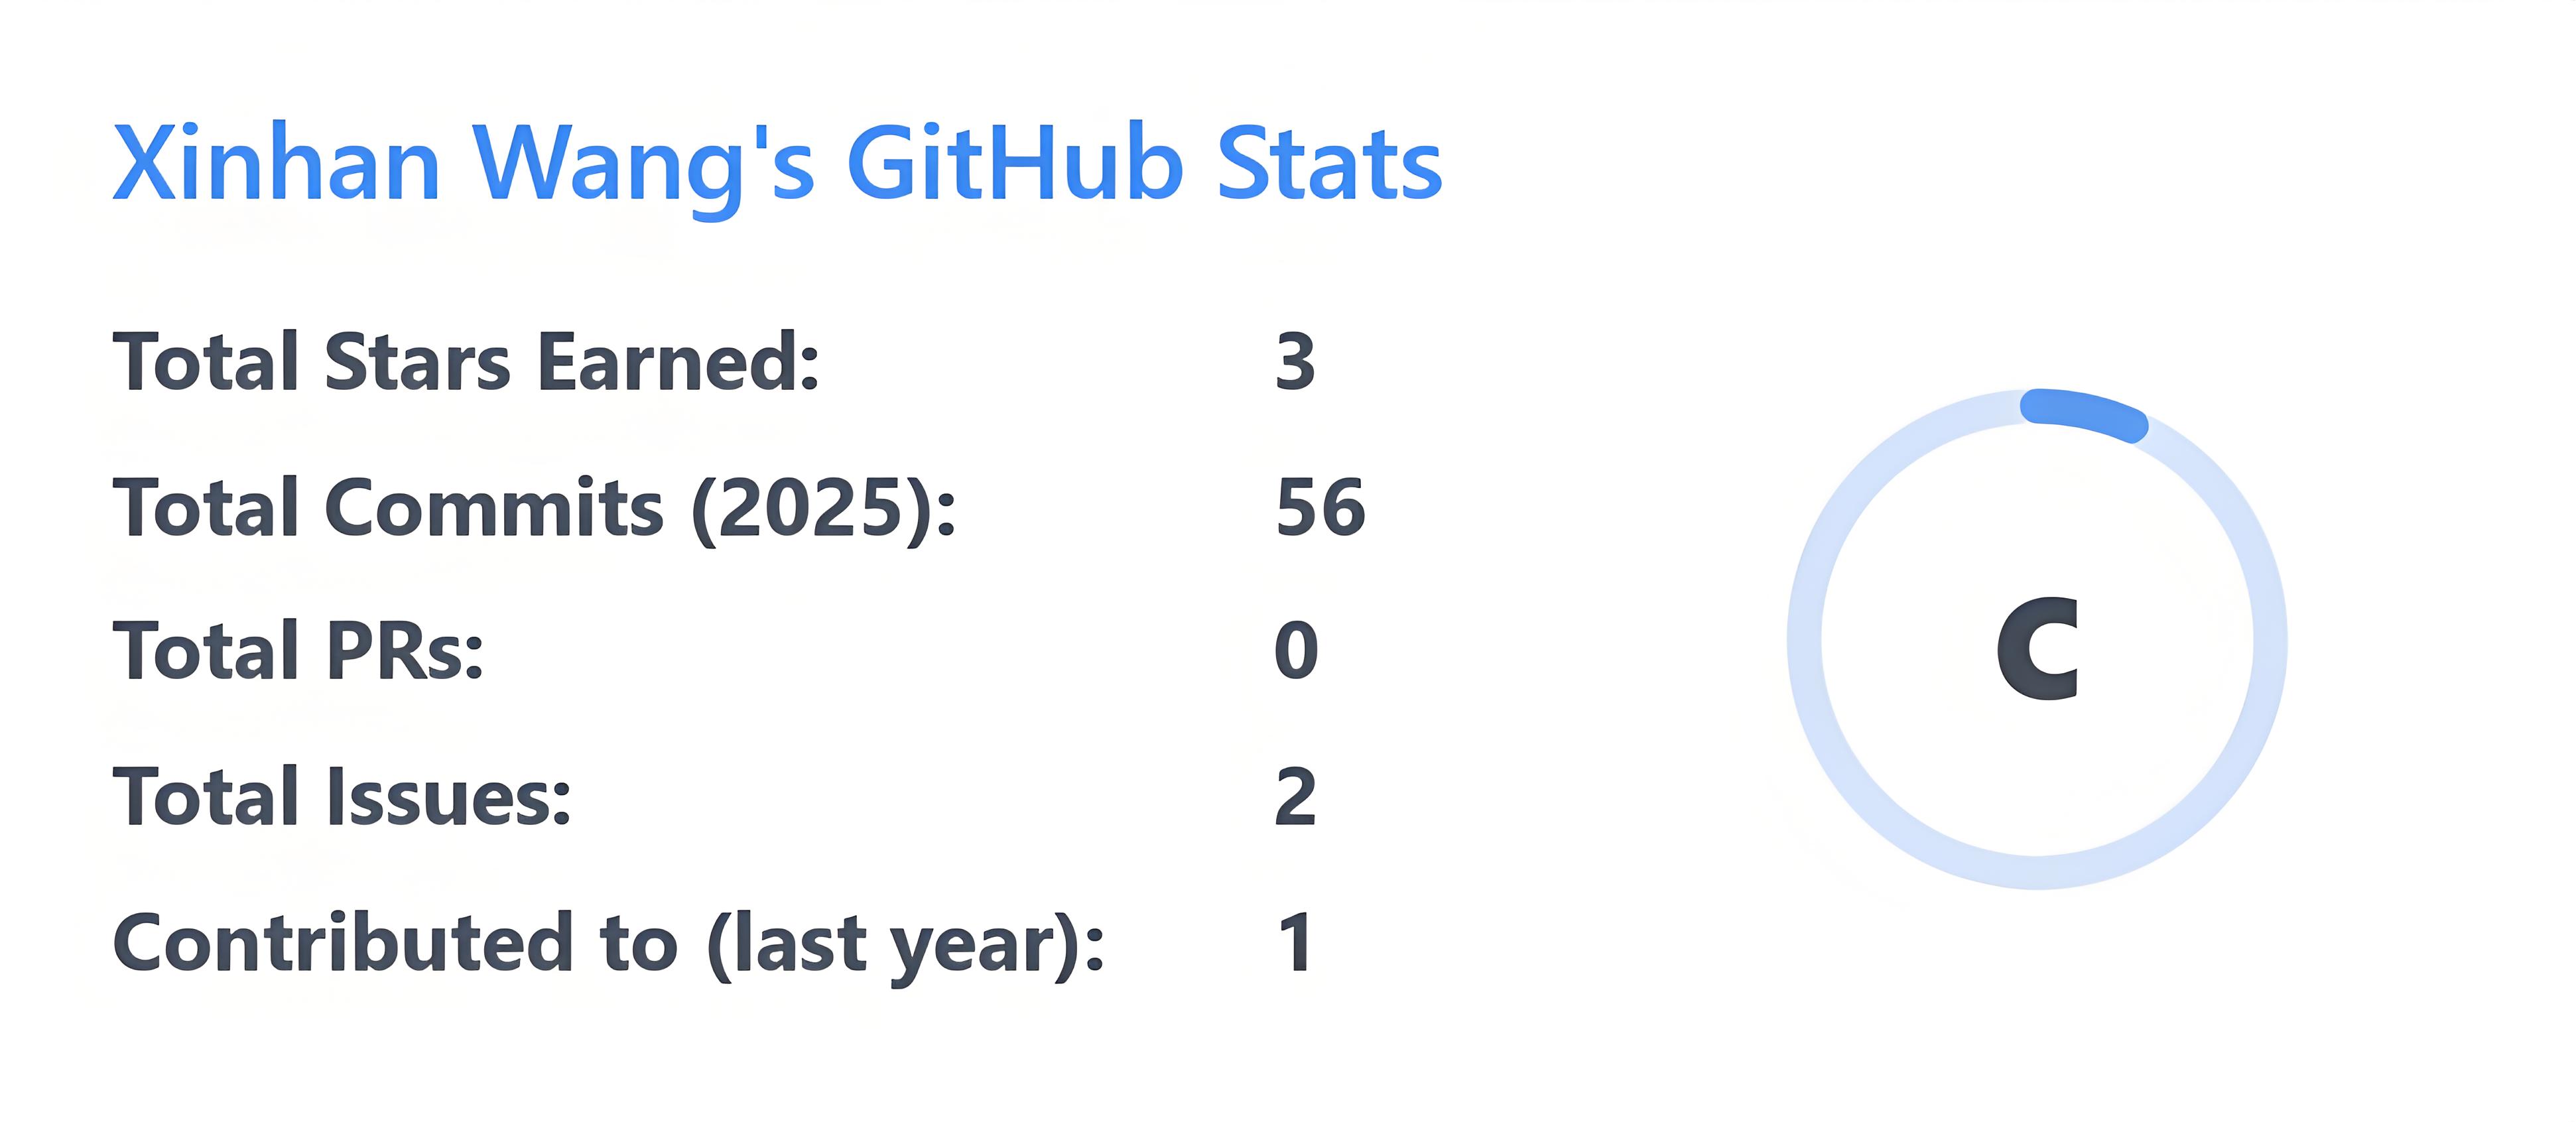 Xinhan Wang's GitHub Stats
Total Stars Earned: 3
Total Commits (2025): 56
Total PRs: 0
Total Issues: 2
Contributed to (last year): 1
C